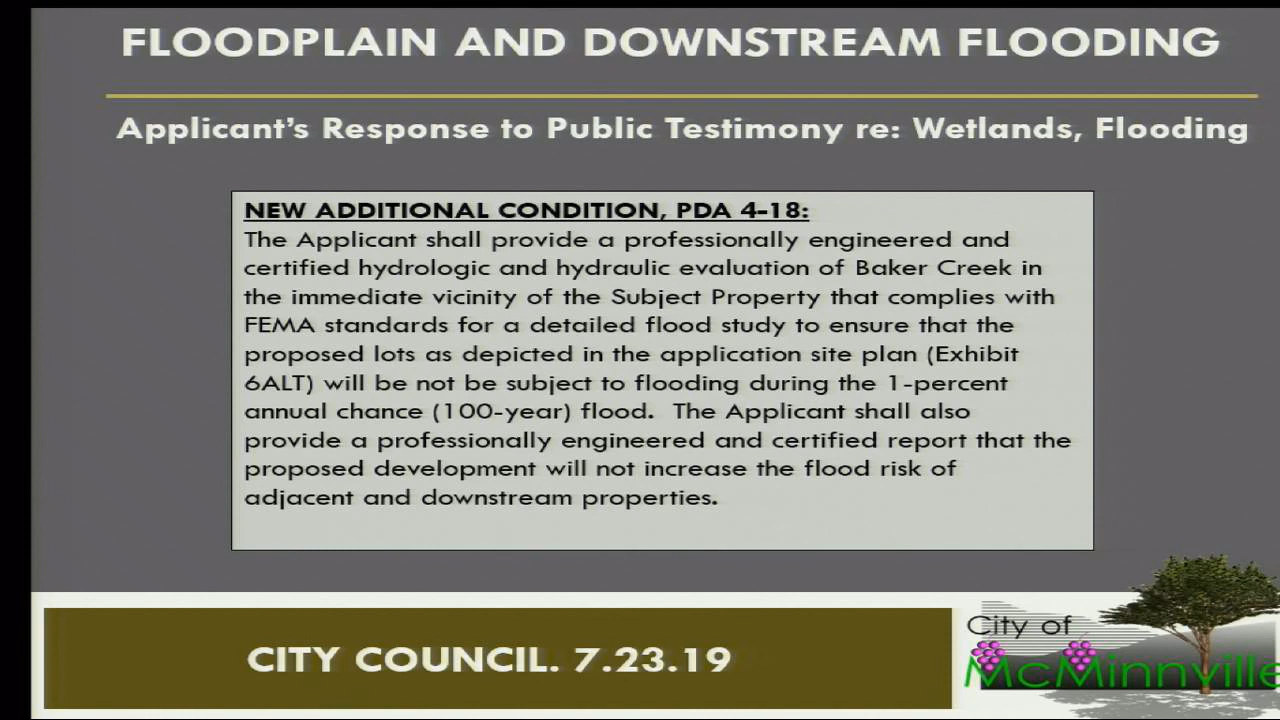 FLOODPLAIN AND DOWNSTREAM FLOODING
Applicant's Response to Public Testimony re: Wetlands, Flooding
NEW ADDITIONAL CONDITION, PDA 4-18:
The Applicant shall provide a professionally engineered and
certified hydrologic and hydraulic evaluation of Baker Creek in
the immediate vicinity of the Subject Property that complies with
FEMA standards for a detailed flood study to ensure that the
proposed lots as depicted in the application site plan (Exhibit
6ALT) will be not be subject to flooding during the 1-percent
annual chance (100-year) flood.  The Applicant shall also
provide a professionally engineered and certified report that the
proposed development will not increase the flood risk of
adjacent and downstream properties.
CITY COUNCIL. 7.23.19
City of
McMinnville